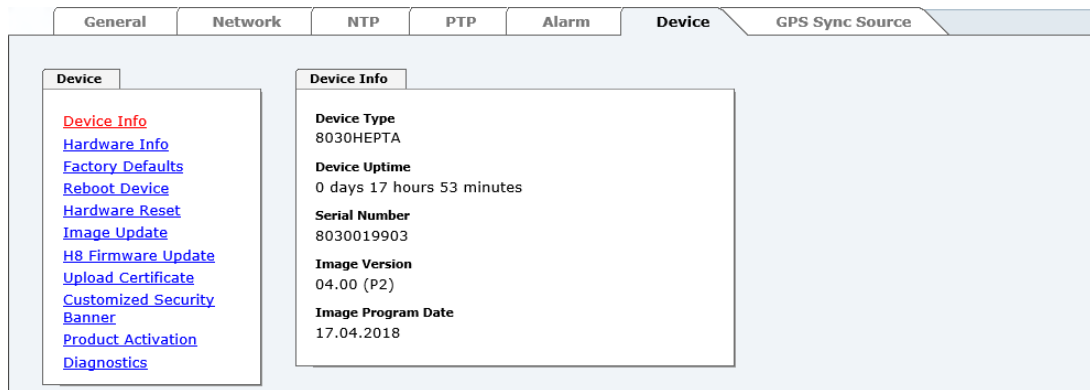 General
Network
NTP
PTP
Alarm
Device
GPS Sync Source
Device
Device Info
Hardware Info
Factory Defaults
Reboot Device
Hardware Reset
Image Update
H8 Firmware Update
Upload Certificate
Customized Security
Banner
Product Activation
Diagnostics
Device Info
Device Type
8030HEPTA
Device Uptime
0 days 17 hours 53 minutes
Serial Number
8030019903
Image Version
04.00 (P2)
Image Program Date
17.04.2018